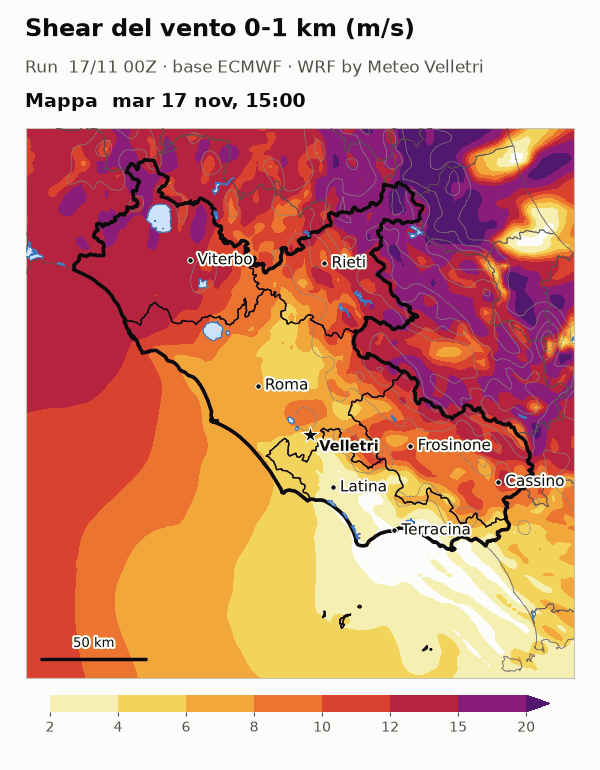 Shear del vento 0-1 km (m/s)
Run 17/11 00Z · base ECMWF · WRF by Meteo Velletri
Mappa mar 17 nov, 15:00
Viterbo
Rieti
Roma
Velletri
Frosinone
Latina
Cassino
Terracina
50 km
2 4 6 8 10 12 15 20